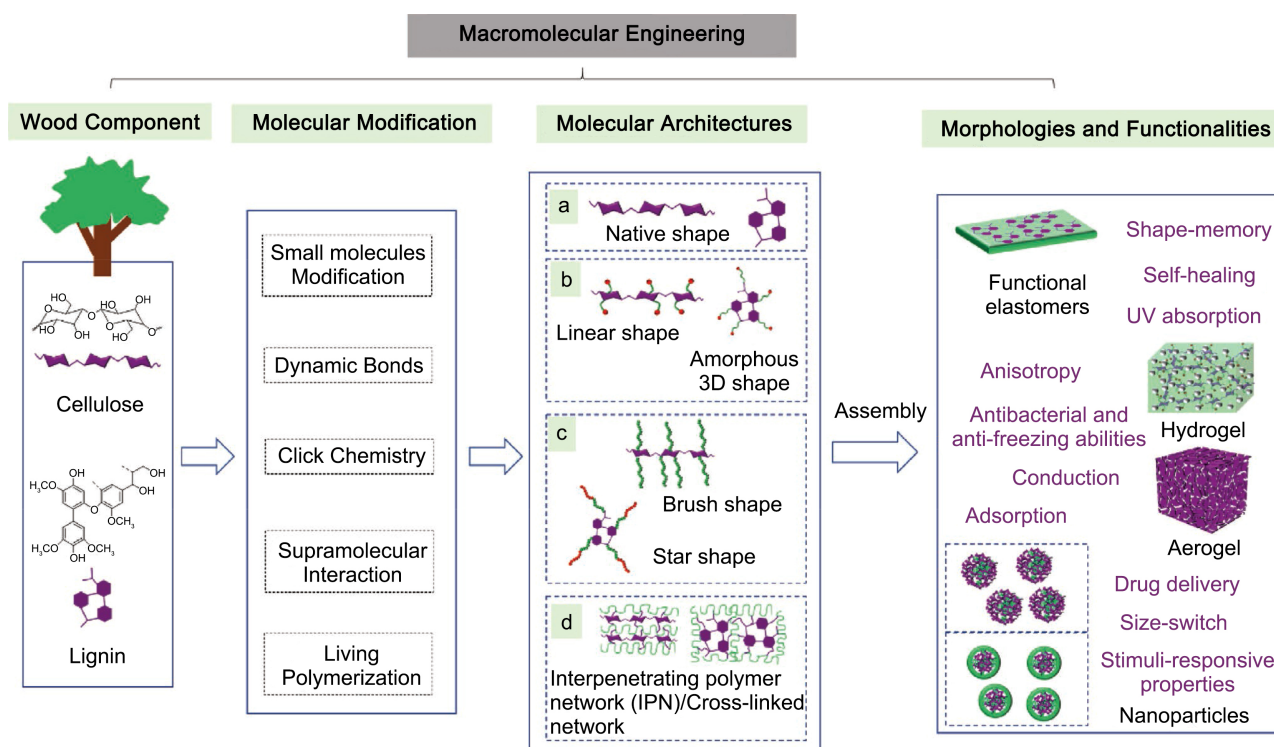 Macromolecular Engineering
Wood Component
Molecular Modification
Molecular Architectures
Morphologies and Functionalities
HO
OH
OH
HO
O
O
O
O
HO
OH
OH
HO
Cellulose
OH
OH
OH
H₃CO
O
OCH₃
H₃CO
OCH₃
OH
Lignin
Small molecules
Modification
Dynamic Bonds
Click Chemistry
Supramolecular
Interaction
Living
Polymerization
a
Native shape
b
Linear shape
Amorphous
3D shape
c
Brush shape
Star shape
d
Interpenetrating polymer
network (IPN)/Cross-linked
network
Assembly
Functional
elastomers
Shape-memory
Self-healing
UV absorption
Anisotropy
Antibacterial and
anti-freezing abilities
Hydrogel
Conduction
Adsorption
Aerogel
Drug delivery
Size-switch
Stimuli-responsive
properties
Nanoparticles